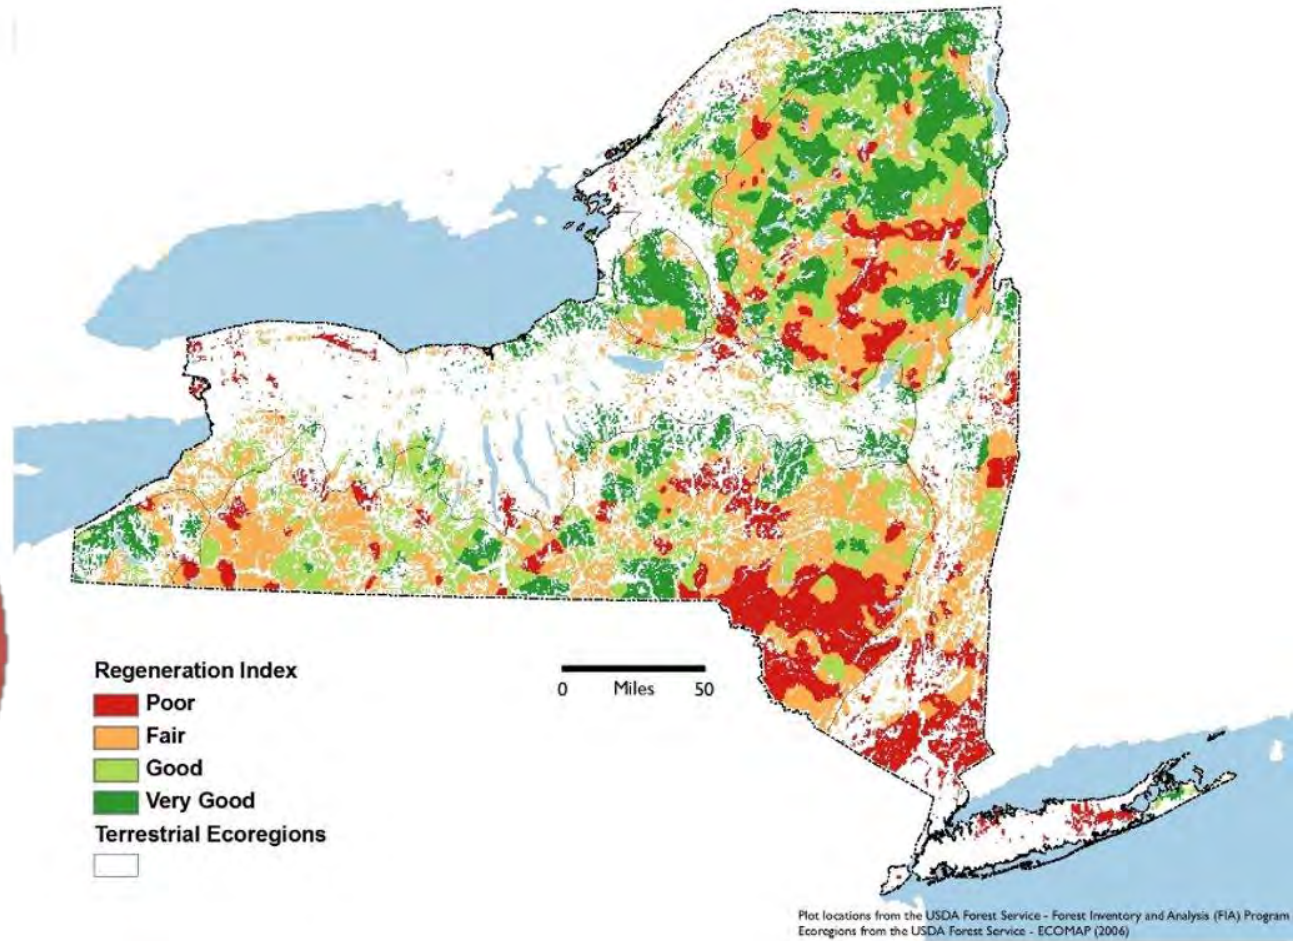 Regeneration Index
Poor
Fair
Good
Very Good
Terrestrial Ecoregions
0 Miles 50
Plot locations from the USDA Forest Service - Forest Inventory and Analysis (FIA) Program
Ecoregions from the USDA Forest Service - ECOMAP (2006)